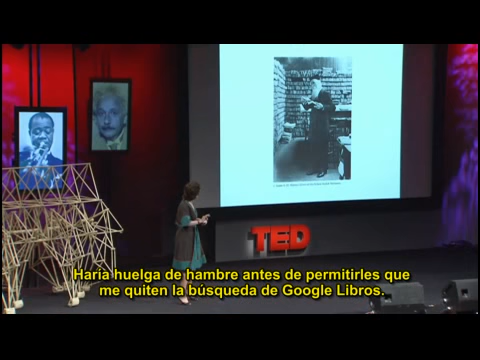 TED
Haría huelga de hambre antes de permitirles que
me quiten la búsqueda de Google Libros.